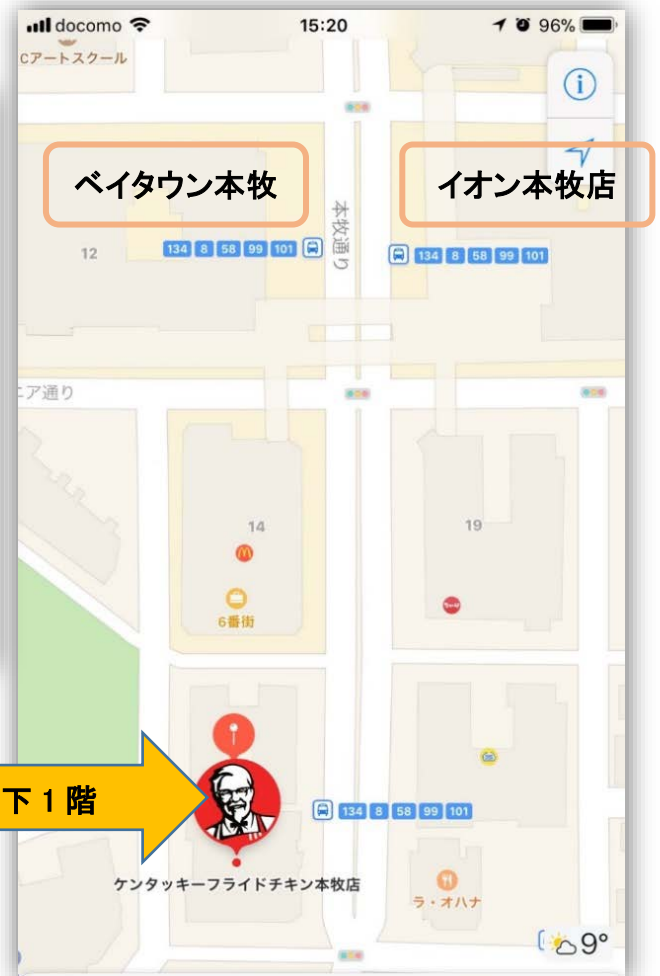 docomo 15:20 96%
Cアートスクール
ベイタウン本牧
イオン本牧店
本牧通り
12
134 8 58 99 101
134 8 58 99 101
ニア通り
14
19
6番街
下1階
134 8 58 99 101
ケンタッキーフライドチキン本牧店
ラ・オハナ
9°